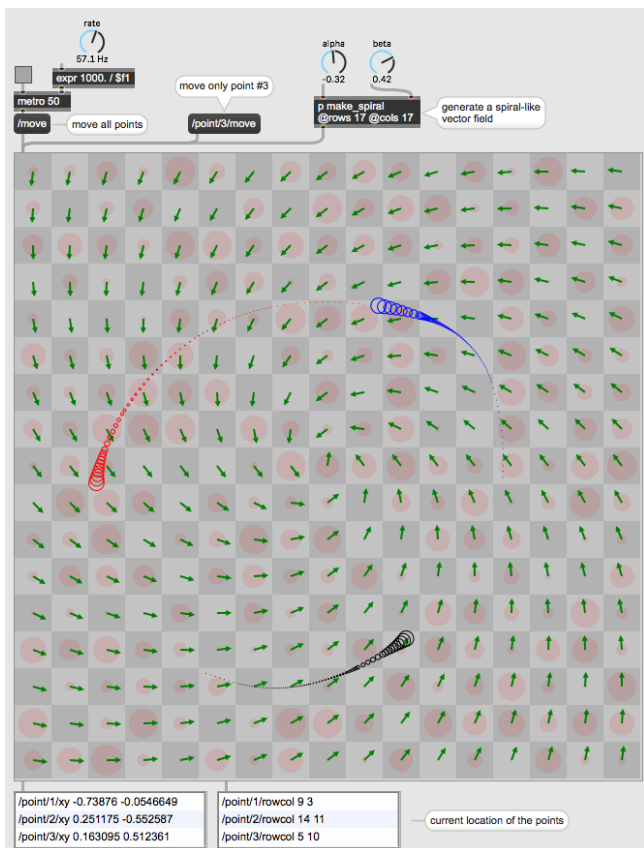 rate
57.1 Hz
expr 1000. / $f1
metro 50
/move
move all points
move only point #3
/point/3/move
alpha
beta
-0.32
0.42
p make_spiral
@rows 17 @cols 17
generate a spiral-like
vector field
/point/1/xy -0.73876 -0.0546649
/point/2/xy 0.251175 -0.552587
/point/3/xy 0.163095 0.512361
/point/1/rowcol 9 3
/point/2/rowcol 14 11
/point/3/rowcol 5 10
current location of the points